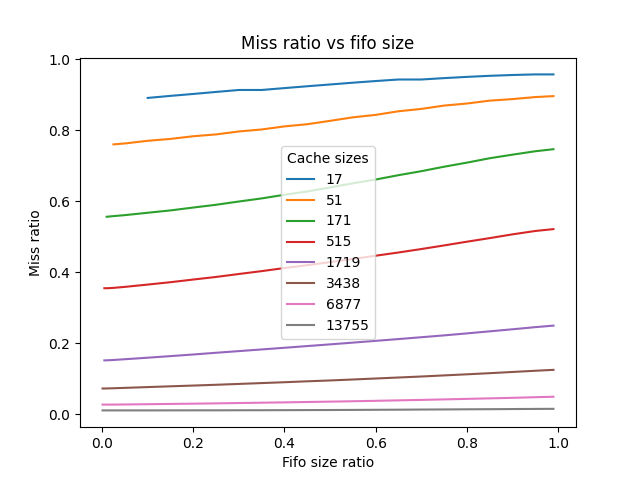 Miss ratio vs fifo size
Miss ratio
1.0
0.8
0.6
0.4
0.2
0.0
Cache sizes
17
51
171
515
1719
3438
6877
13755
0.0 0.2 0.4 0.6 0.8 1.0
Fifo size ratio